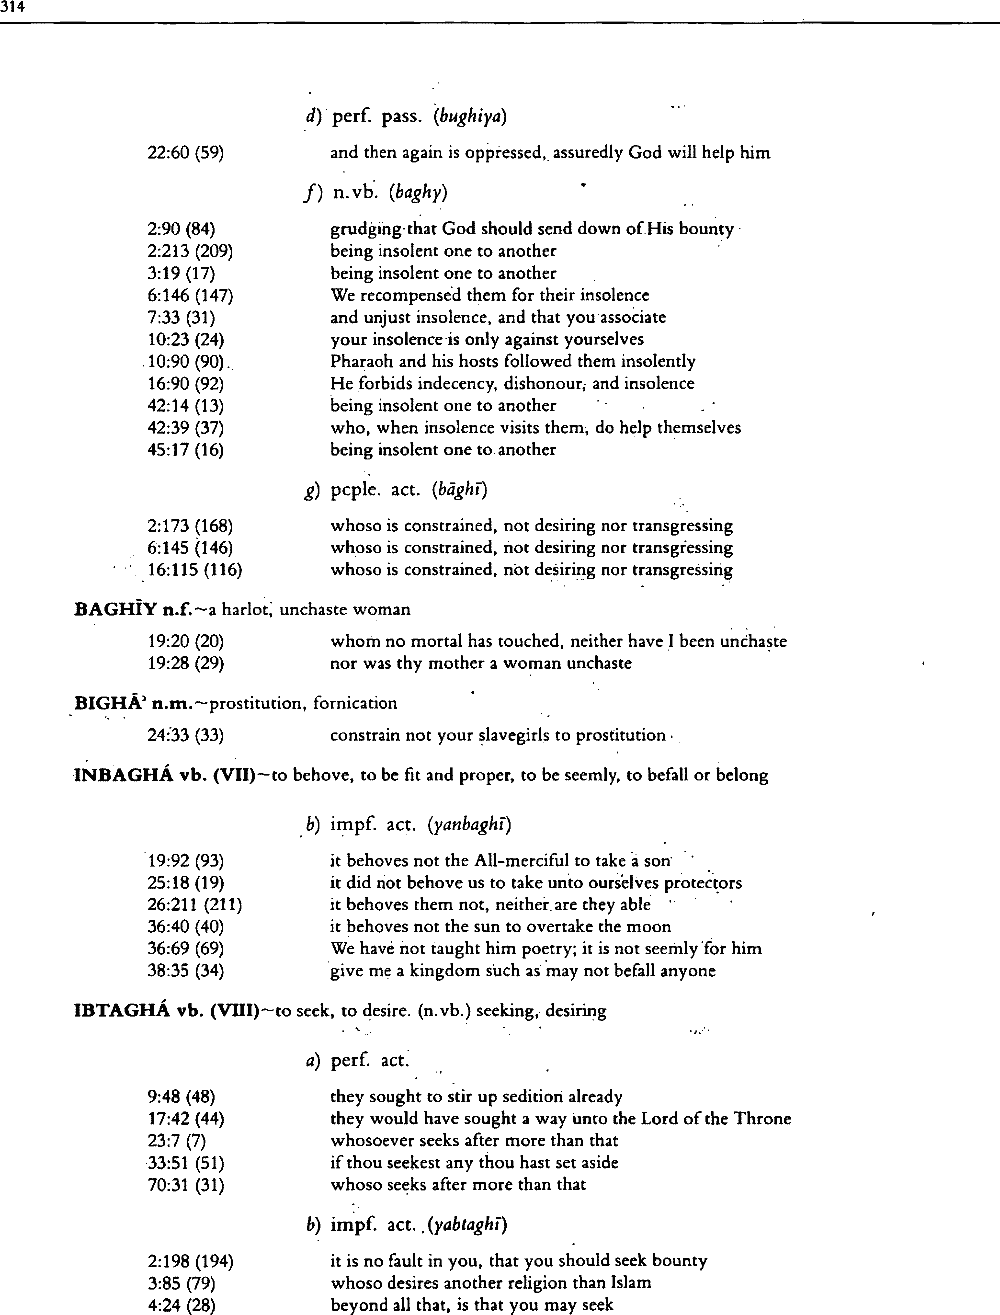 314
d) perf. pass. (bughiya)
22:60 (59) and then again is oppressed, assuredly God will help him
f) n.vb. (baghy)
2:90 (84) grudging that God should send down of His bounty
2:213 (209) being insolent one to another
3:19 (17) being insolent one to another
6:146 (147) We recompensed them for their insolence
7:33 (31) and unjust insolence, and that you associate
10:23 (24) your insolence is only against yourselves
10:90 (90) Pharaoh and his hosts followed them insolently
16:90 (92) He forbids indecency, dishonour, and insolence
42:14 (13) being insolent one to another
42:39 (37) who, when insolence visits them, do help themselves
45:17 (16) being insolent one to another
g) pcple. act. (bāghī)
2:173 (168) whoso is constrained, not desiring nor transgressing
6:145 (146) whoso is constrained, not desiring nor transgressing
16:115 (116) whoso is constrained, not desiring nor transgressing
BAGHĪY n.f.~a harlot, unchaste woman
19:20 (20) whom no mortal has touched, neither have I been unchaste
19:28 (29) nor was thy mother a woman unchaste
BIGHĀʾ n.m.~prostitution, fornication
24:33 (33) constrain not your slavegirls to prostitution
INBAGHÁ vb. (VII)~to behove, to be fit and proper, to be seemly, to befall or belong
b) impf. act. (yanbaghī)
19:92 (93) it behoves not the All-merciful to take a son
25:18 (19) it did not behove us to take unto ourselves protectors
26:211 (211) it behoves them not, neither are they able
36:40 (40) it behoves not the sun to overtake the moon
36:69 (69) We have not taught him poetry; it is not seemly for him
38:35 (34) give me a kingdom such as may not befall anyone
IBTAGHÁ vb. (VIII)~to seek, to desire. (n.vb.) seeking, desiring
a) perf. act.
9:48 (48) they sought to stir up sedition already
17:42 (44) they would have sought a way unto the Lord of the Throne
23:7 (7) whosoever seeks after more than that
33:51 (51) if thou seekest any thou hast set aside
70:31 (31) whoso seeks after more than that
b) impf. act. (yabtaghī)
2:198 (194) it is no fault in you, that you should seek bounty
3:85 (79) whoso desires another religion than Islam
4:24 (28) beyond all that, is that you may seek